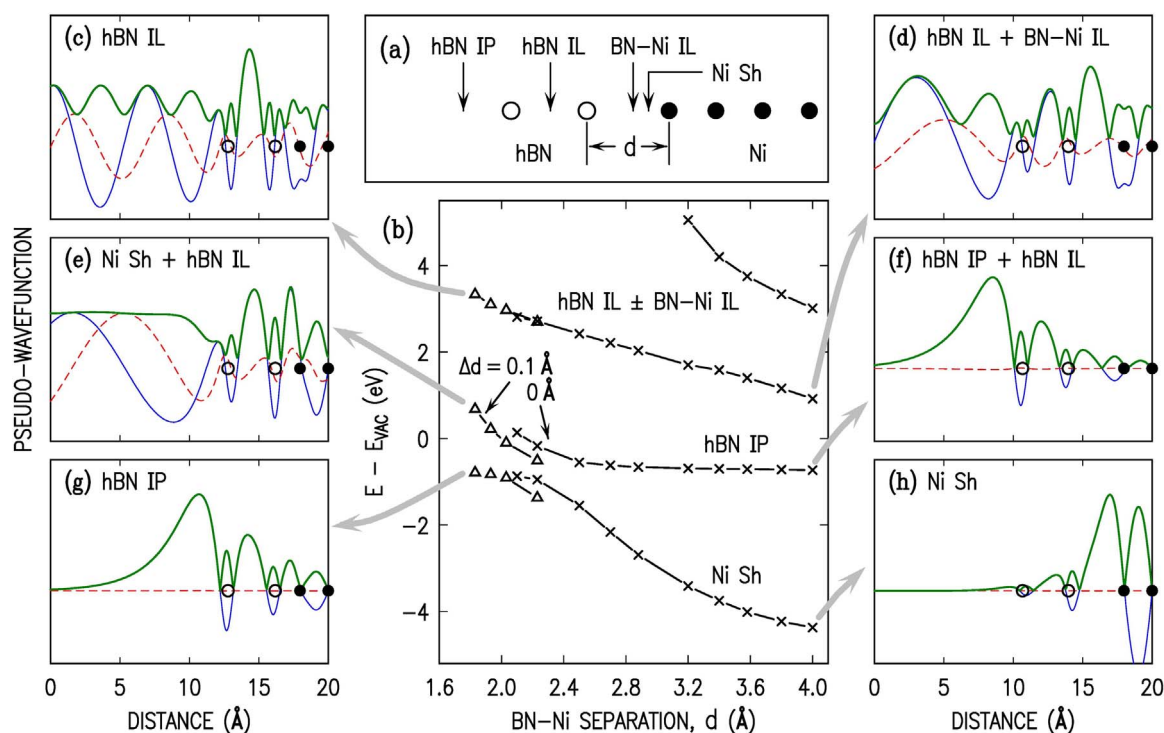 (c) hBN IL
(a)
hBN IP
hBN IL
BN–Ni IL
Ni Sh
hBN
d
Ni
(d) hBN IL + BN–Ni IL
PSEUDO–WAVEFUNCTION
(e) Ni Sh + hBN IL
(g) hBN IP
0 5 10 15 20
DISTANCE (Å)
(b)
E – E_VAC (eV)
4
2
0
−2
−4
hBN IL ± BN–Ni IL
Δd = 0.1 Å
0 Å
hBN IP
Ni Sh
1.6 2.0 2.4 2.8 3.2 3.6 4.0
BN–Ni SEPARATION, d (Å)
(f) hBN IP + hBN IL
(h) Ni Sh
0 5 10 15 20
DISTANCE (Å)